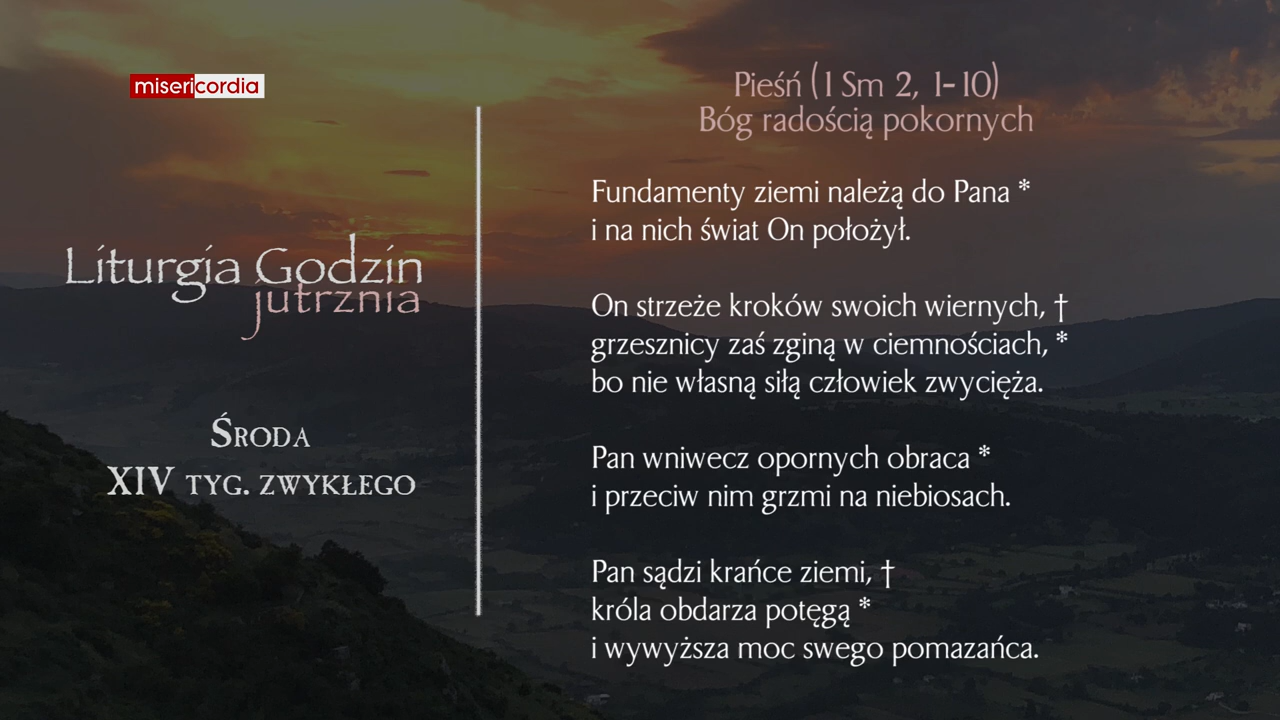 misericordia
Liturgia Godzin
jutrznia
Środa
XIV tyg. zwykłego
Pieśń (1 Sm 2, 1-10)
Bóg radością pokornych
Fundamenty ziemi należą do Pana *
i na nich świat On położył.
On strzeże kroków swoich wiernych, †
grzesznicy zaś zginą w ciemnościach, *
bo nie własną siłą człowiek zwycięża.
Pan wniwecz opornych obraca *
i przeciw nim grzmi na niebiosach.
Pan sądzi krańce ziemi, †
króla obdarza potęgą *
i wywyższa moc swego pomazańca.